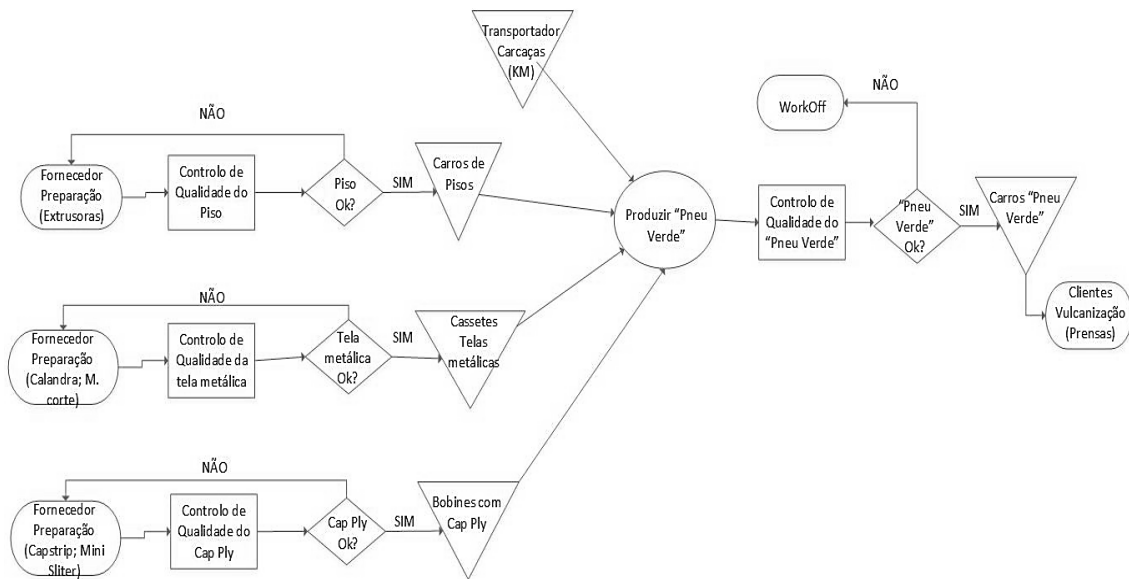 Transportador
Carcaças
(KM)
NÃO
WorkOff
NÃO
Fornecedor
Preparação
(Extrusoras)
Controlo de
Qualidade do
Piso
Piso
Ok?
SIM
Carros de
Pisos
Produzir “Pneu
Verde”
Controlo de
Qualidade do
“Pneu Verde”
“Pneu
Verde”
Ok?
SIM
Carros “Pneu
Verde”
Clientes
Vulcanização
(Prensas)
NÃO
Fornecedor
Preparação
(Calandra; M.
corte)
Controlo de
Qualidade da
tela metálica
Tela
metálica
Ok?
SIM
Cassetes
Telas
metálicas
NÃO
Fornecedor
Preparação
(Capstrip; Mini
Sliter)
Controlo de
Qualidade do
Cap Ply
Cap Ply
Ok?
SIM
Bobines com
Cap Ply